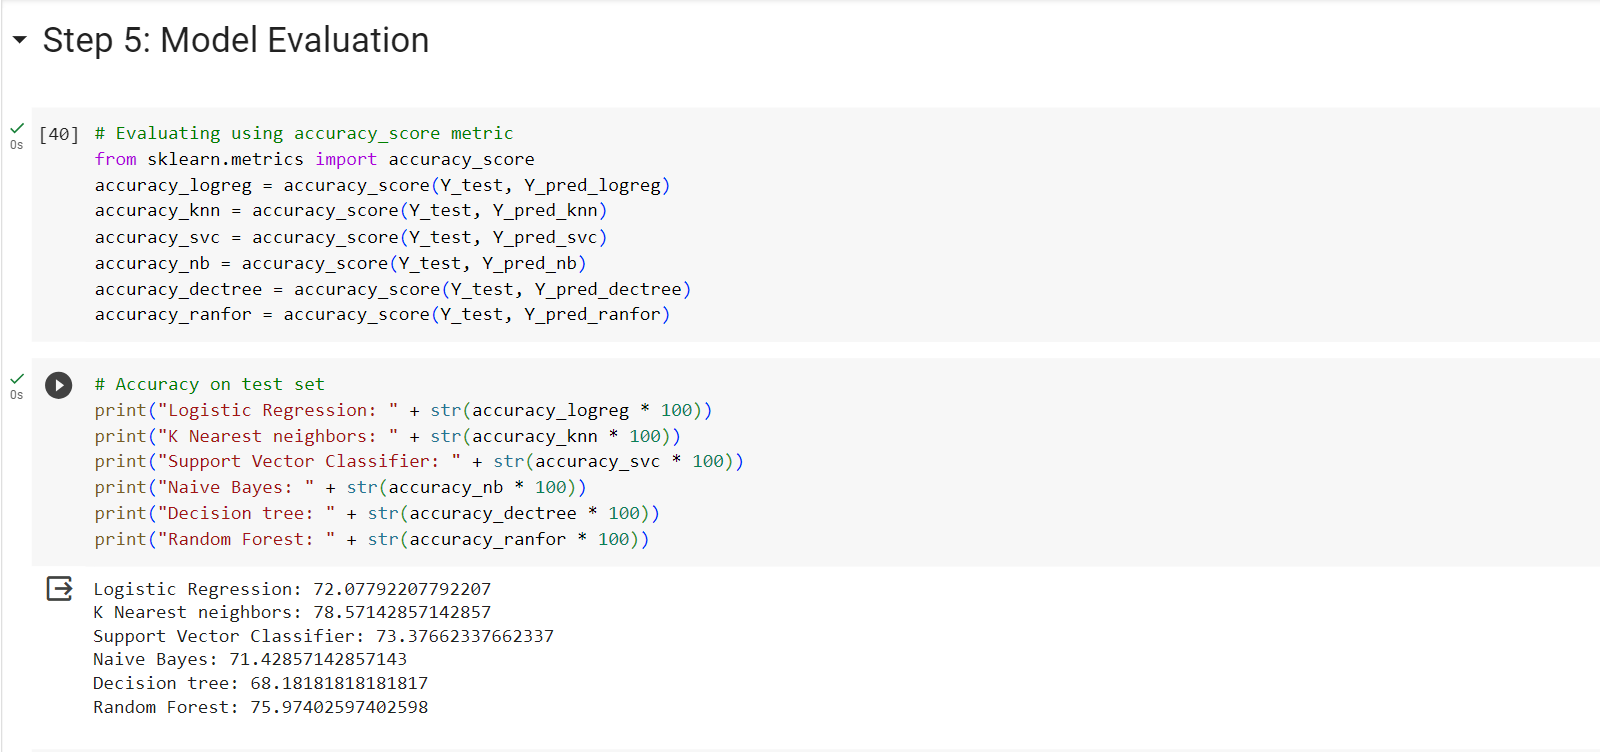 Step 5: Model Evaluation
[40] # Evaluating using accuracy_score metric
from sklearn.metrics import accuracy_score
accuracy_logreg = accuracy_score(Y_test, Y_pred_logreg)
accuracy_knn = accuracy_score(Y_test, Y_pred_knn)
accuracy_svc = accuracy_score(Y_test, Y_pred_svc)
accuracy_nb = accuracy_score(Y_test, Y_pred_nb)
accuracy_dectree = accuracy_score(Y_test, Y_pred_dectree)
accuracy_ranfor = accuracy_score(Y_test, Y_pred_ranfor)
0s
# Accuracy on test set
print("Logistic Regression: " + str(accuracy_logreg * 100))
print("K Nearest neighbors: " + str(accuracy_knn * 100))
print("Support Vector Classifier: " + str(accuracy_svc * 100))
print("Naive Bayes: " + str(accuracy_nb * 100))
print("Decision tree: " + str(accuracy_dectree * 100))
print("Random Forest: " + str(accuracy_ranfor * 100))
0s
Logistic Regression: 72.07792207792207
K Nearest neighbors: 78.57142857142857
Support Vector Classifier: 73.37662337662337
Naive Bayes: 71.42857142857143
Decision tree: 68.18181818181817
Random Forest: 75.97402597402598